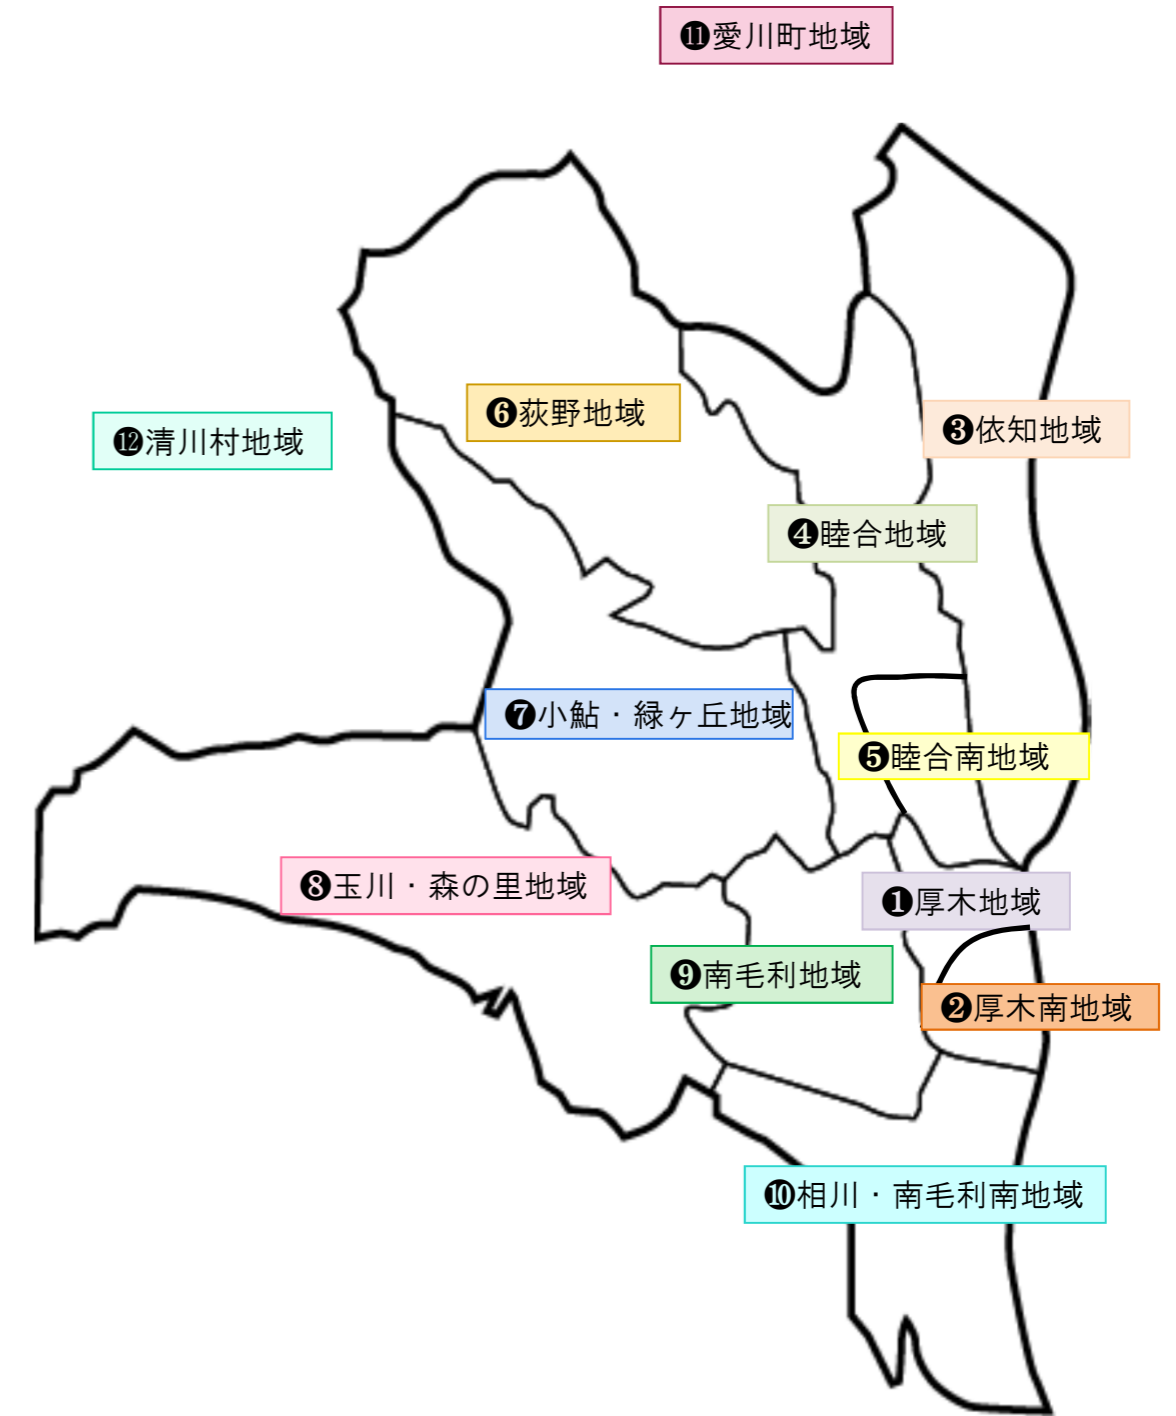 ⓫愛川町地域
❻荻野地域
❸依知地域
⓬清川村地域
❹睦合地域
❼小鮎・緑ヶ丘地域
❺睦合南地域
❽玉川・森の里地域
❶厚木地域
❾南毛利地域
❷厚木南地域
❿相川・南毛利南地域